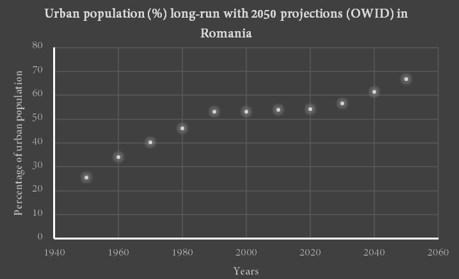 Urban population (%) long-run with 2050 projections (OWID) in
Romania
80
70
60
50
40
30
20
10
0
Percentage of urban population
1940 1960 1980 2000 2020 2040 2060
Years